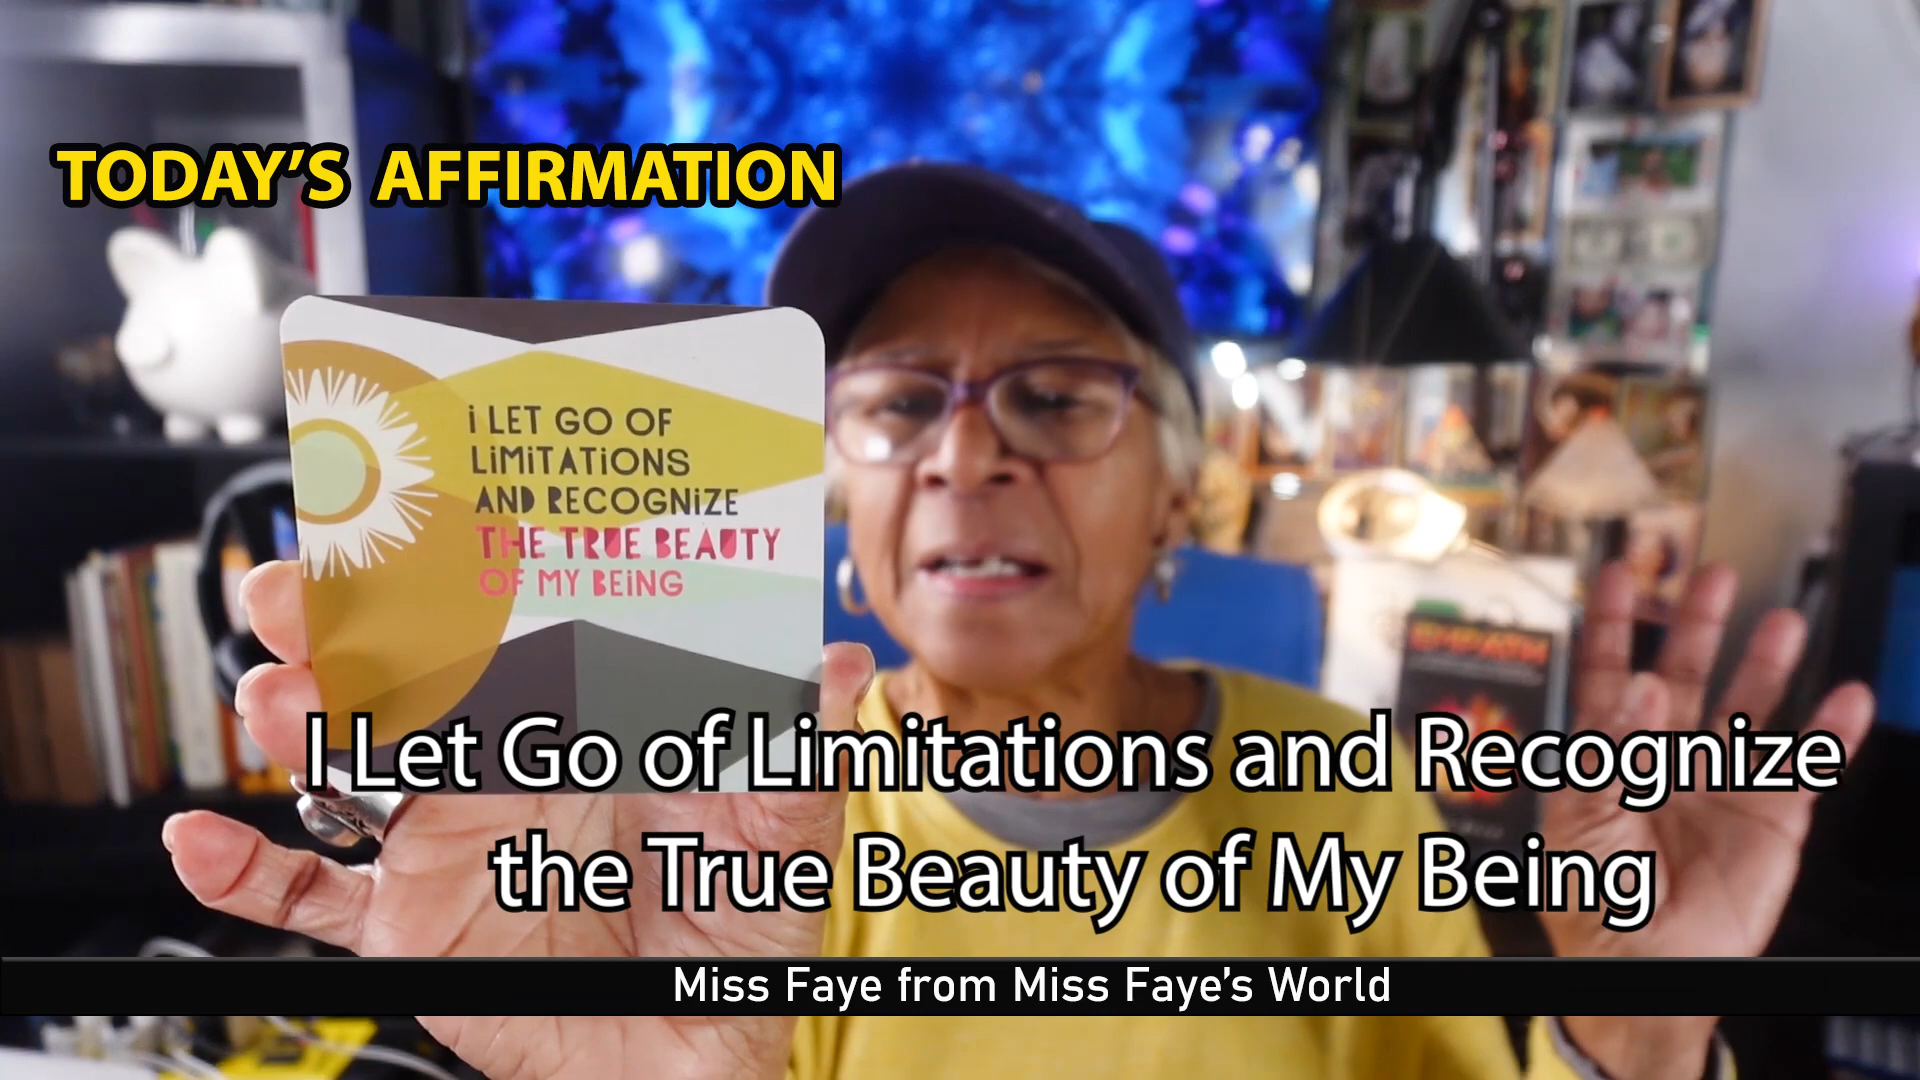 TODAY'S AFFIRMATION
i LET GO OF
LiMiTATiONS
AND RECOGNiZE
THE TRUE BEAUTY
OF MY BEiNG
EMPATH
I Let Go of Limitations and Recognize
the True Beauty of My Being
Miss Faye from Miss Faye's World